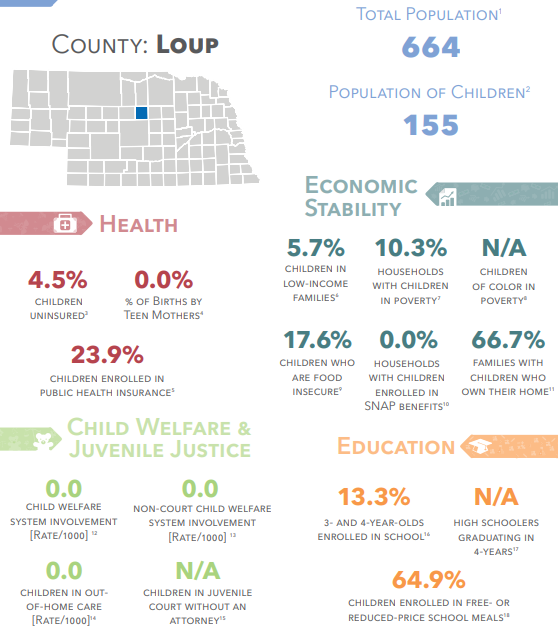 COUNTY: LOUP
TOTAL POPULATION1
664
POPULATION OF CHILDREN2
155
HEALTH
4.5%
CHILDREN
UNINSURED3
0.0%
% OF BIRTHS BY
TEEN MOTHERS4
23.9%
CHILDREN ENROLLED IN
PUBLIC HEALTH INSURANCE5
ECONOMIC
STABILITY
5.7%
CHILDREN IN
LOW-INCOME
FAMILIES6
10.3%
HOUSEHOLDS
WITH CHILDREN
IN POVERTY7
N/A
CHILDREN
OF COLOR IN
POVERTY8
17.6%
CHILDREN WHO
ARE FOOD
INSECURE9
0.0%
HOUSEHOLDS
WITH CHILDREN
ENROLLED IN
SNAP BENEFITS10
66.7%
FAMILIES WITH
CHILDREN WHO
OWN THEIR HOME11
CHILD WELFARE &
JUVENILE JUSTICE
0.0
CHILD WELFARE
SYSTEM INVOLVEMENT
[RATE/1000] 12
0.0
NON-COURT CHILD WELFARE
SYSTEM INVOLVEMENT
[RATE/1000] 13
0.0
CHILDREN IN OUT-
OF-HOME CARE
[RATE/1000]14
N/A
CHILDREN IN JUVENILE
COURT WITHOUT AN
ATTORNEY15
EDUCATION
13.3%
3- AND 4-YEAR-OLDS
ENROLLED IN SCHOOL16
N/A
HIGH SCHOOLERS
GRADUATING IN
4-YEARS17
64.9%
CHILDREN ENROLLED IN FREE- OR
REDUCED-PRICE SCHOOL MEALS18